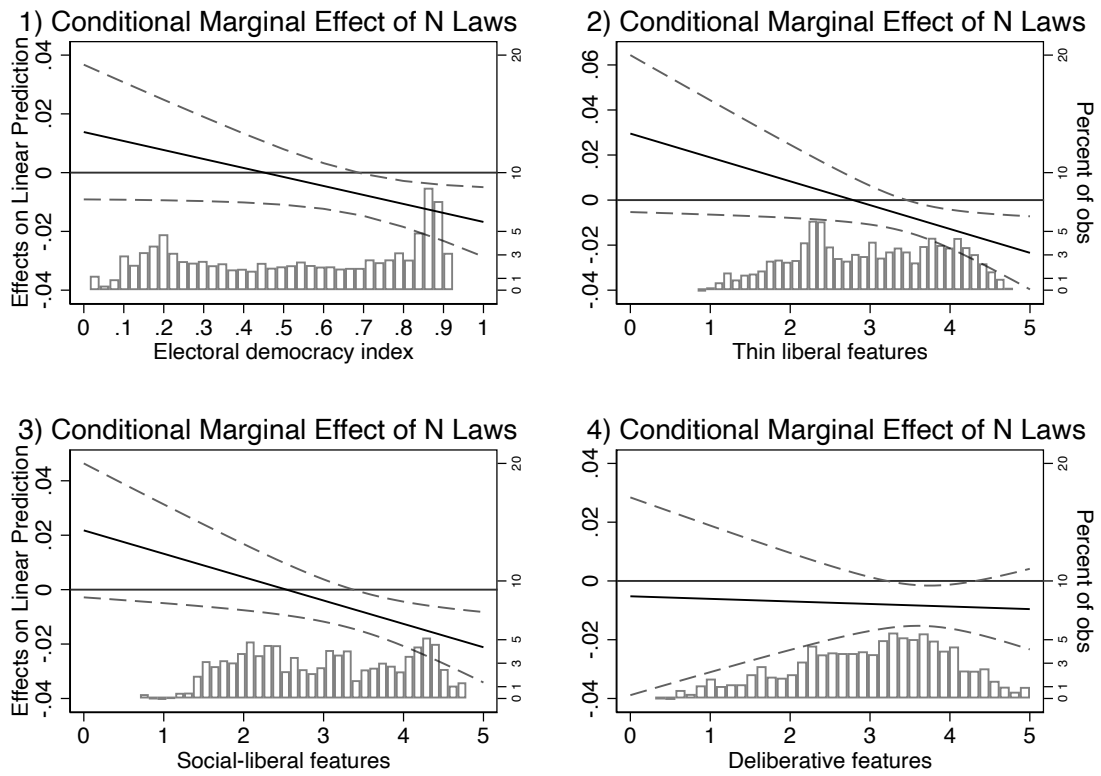 1) Conditional Marginal Effect of N Laws
Effects on Linear Prediction
.04
.02
0
-.02
-.04
20
10
5
3
1
0
0 .1 .2 .3 .4 .5 .6 .7 .8 .9 1
Electoral democracy index
2) Conditional Marginal Effect of N Laws
.06
.04
.02
0
-.02
-.04
20
10
5
3
1
0
Percent of obs
0 1 2 3 4 5
Thin liberal features
3) Conditional Marginal Effect of N Laws
Effects on Linear Prediction
.04
.02
0
-.02
-.04
20
10
5
3
1
0
0 1 2 3 4 5
Social-liberal features
4) Conditional Marginal Effect of N Laws
.04
.02
0
-.02
-.04
20
10
5
3
1
0
Percent of obs
0 1 2 3 4 5
Deliberative features